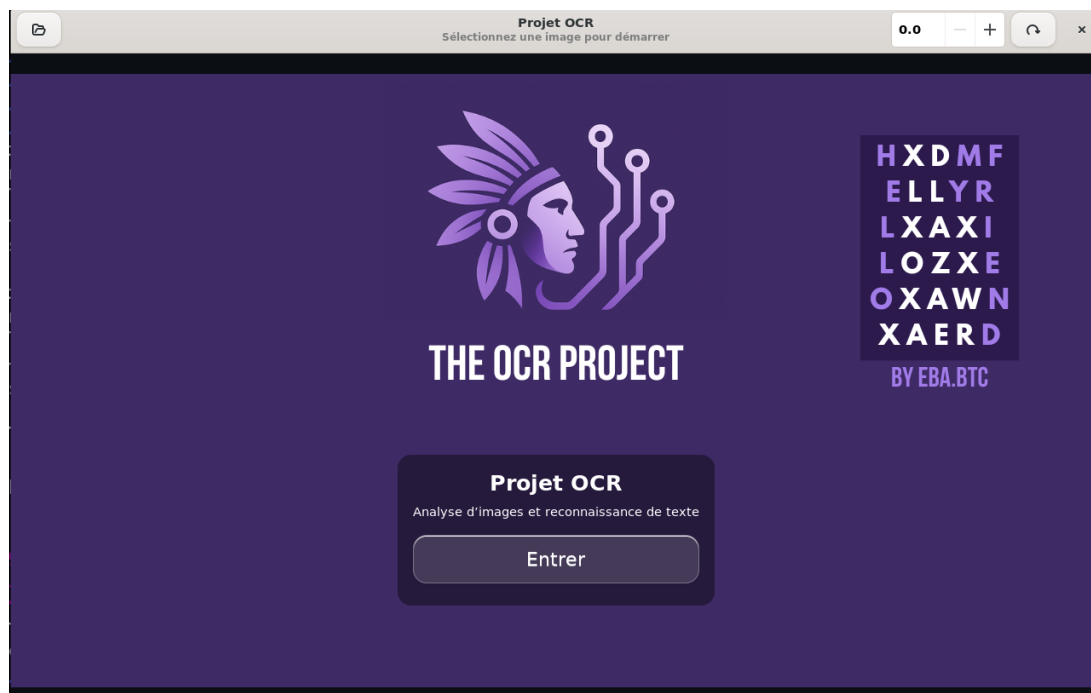 Projet OCR
Sélectionnez une image pour démarrer
0.0
THE OCR PROJECT
HXDMF
ELLYR
LXAXI
LOZXE
OXAWN
XAERD
BY EBA.BTC
Projet OCR
Analyse d’images et reconnaissance de texte
Entrer